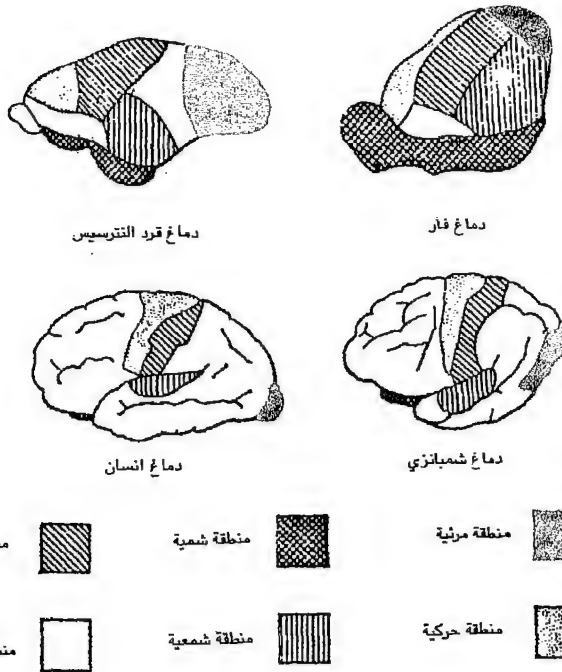 دماغ فأر
دماغ قرد التترسيس
دماغ شمبانزي
دماغ انسان
منطقة مرئية
منطقة شمية
منطقة حركية
منطقة شمعية